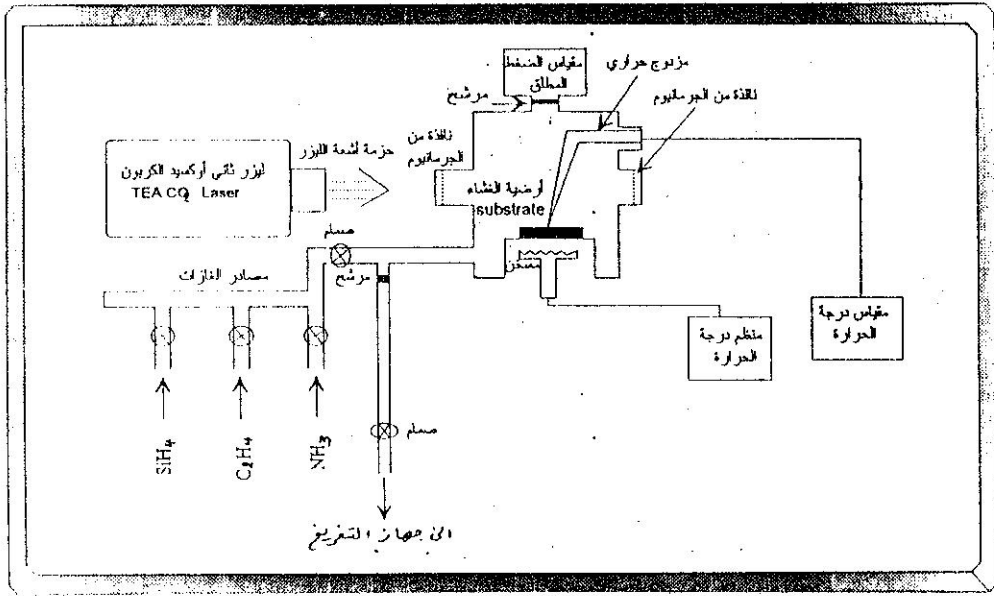 مقياس الضغط
المطلق
مرشح
مزدوج حراري
نافذة من الجرمانيوم
نافذة من
الجرمانيوم
حزمة أشعة الليزر
ليزر ثاني أوكسيد الكربون
TEA CO2 Laser
أرضية الغشاء
substrate
صمام
مرشح
مسخن
مصادر الغازات
مقياس درجة
الحرارة
منظم درجة
الحرارة
صمام
SiH4
C2H4
NH3
الى جهاز التفريغ